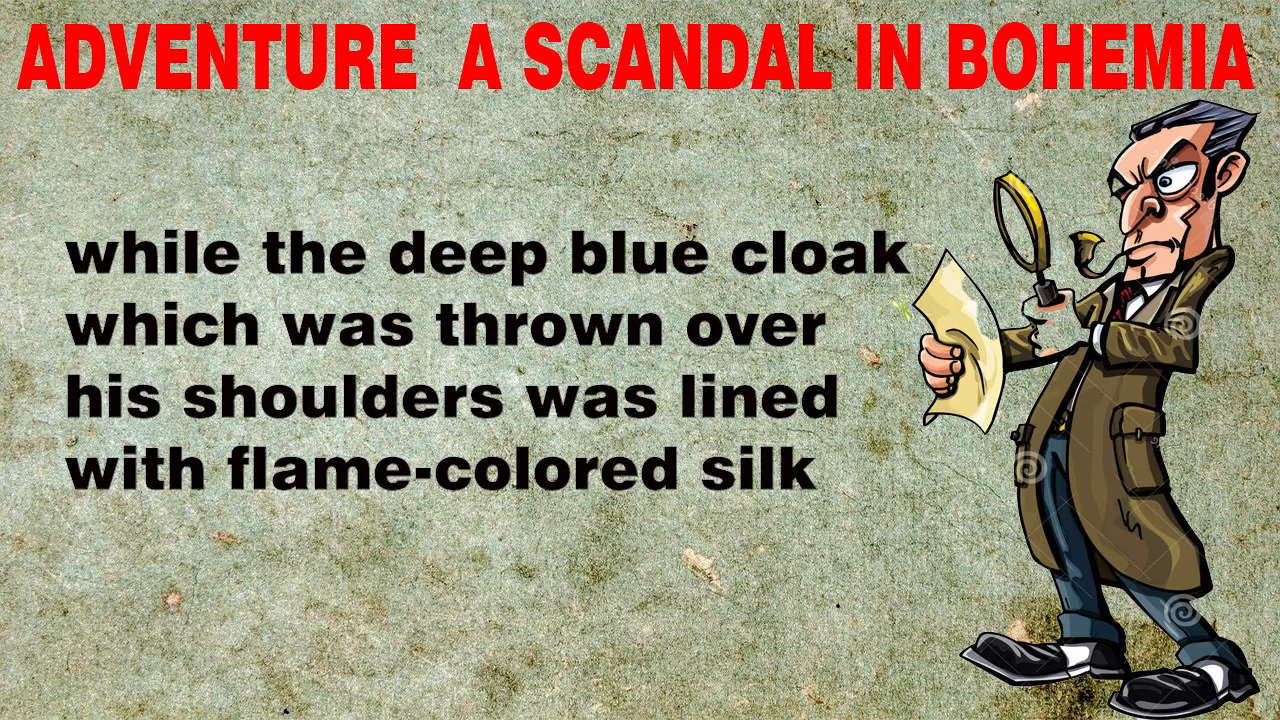 ADVENTURE A SCANDAL IN BOHEMIA
while the deep blue cloak
which was thrown over
his shoulders was lined
with flame-colored silk